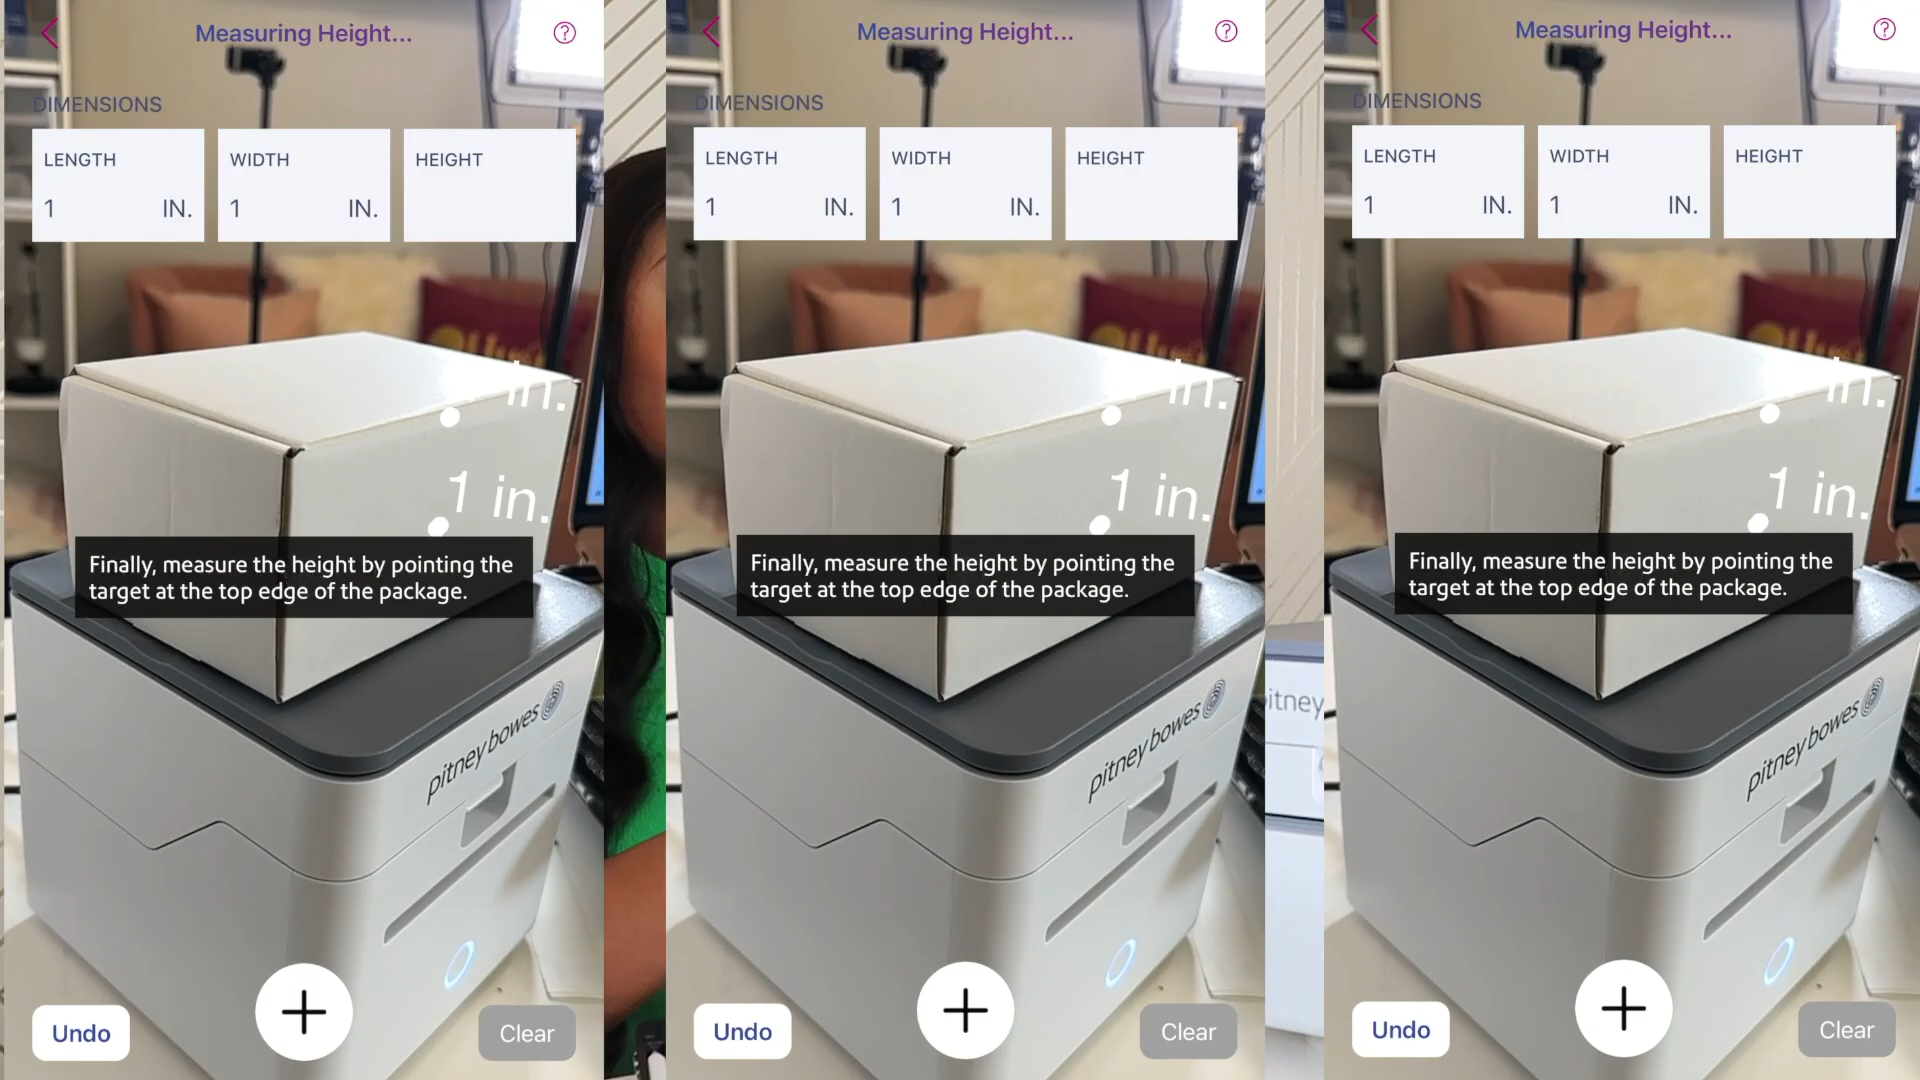 Measuring Height...
?
DIMENSIONS
LENGTH
WIDTH
HEIGHT
1 IN.
1 IN.
in.
1 in.
Finally, measure the height by pointing the
target at the top edge of the package.
pitney bowes
Undo
+
Clear
Measuring Height...
?
DIMENSIONS
LENGTH
WIDTH
HEIGHT
1 IN.
1 IN.
in.
1 in.
Finally, measure the height by pointing the
target at the top edge of the package.
pitney bowes
Undo
+
Clear
pitney
Measuring Height...
?
DIMENSIONS
LENGTH
WIDTH
HEIGHT
1 IN.
1 IN.
in.
1 in.
Finally, measure the height by pointing the
target at the top edge of the package.
pitney bowes
Undo
+
Clear